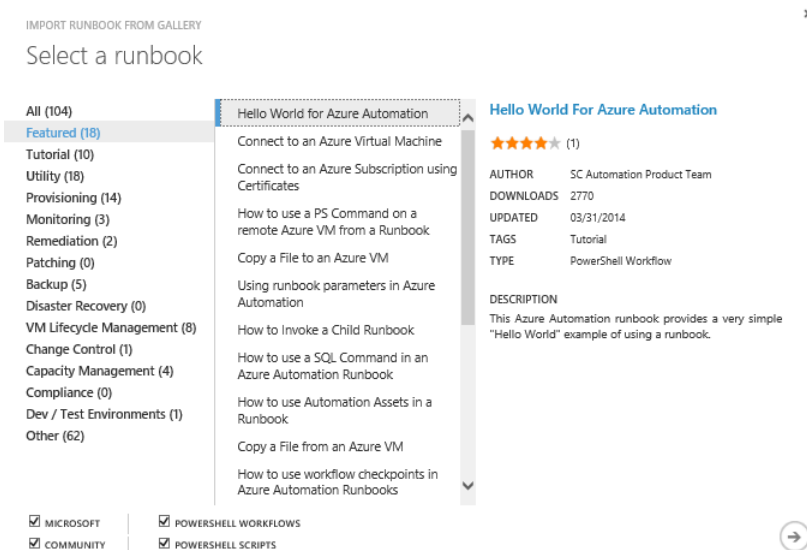 IMPORT RUNBOOK FROM GALLERY
Select a runbook
All (104)
Featured (18)
Tutorial (10)
Utility (18)
Provisioning (14)
Monitoring (3)
Remediation (2)
Patching (0)
Backup (5)
Disaster Recovery (0)
VM Lifecycle Management (8)
Change Control (1)
Capacity Management (4)
Compliance (0)
Dev / Test Environments (1)
Other (62)
Hello World for Azure Automation
Connect to an Azure Virtual Machine
Connect to an Azure Subscription using
Certificates
How to use a PS Command on a
remote Azure VM from a Runbook
Copy a File to an Azure VM
Using runbook parameters in Azure
Automation
How to Invoke a Child Runbook
How to use a SQL Command in an
Azure Automation Runbook
How to use Automation Assets in a
Runbook
Copy a File from an Azure VM
How to use workflow checkpoints in
Azure Automation Runbooks
Hello World For Azure Automation
(1)
AUTHOR SC Automation Product Team
DOWNLOADS 2770
UPDATED 03/31/2014
TAGS Tutorial
TYPE PowerShell Workflow
DESCRIPTION
This Azure Automation runbook provides a very simple
"Hello World" example of using a runbook.
MICROSOFT POWERSHELL WORKFLOWS
COMMUNITY POWERSHELL SCRIPTS